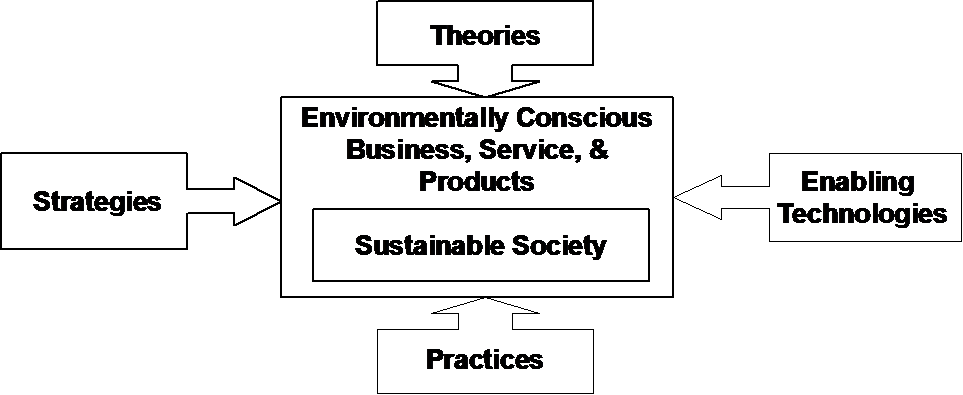 Theories
Environmentally Conscious
Business, Service, &
Products
Strategies
Enabling
Technologies
Sustainable Society
Practices